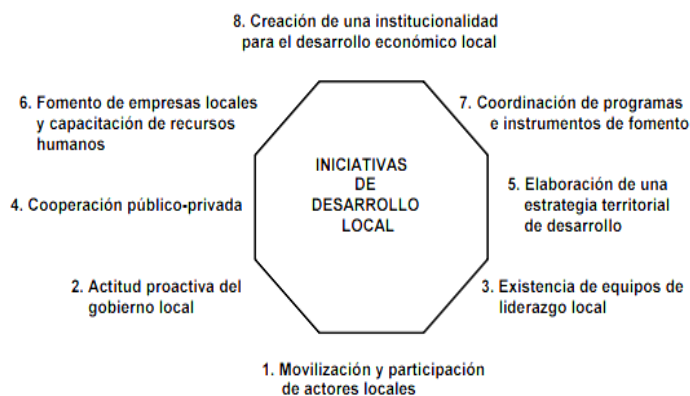 8. Creación de una institucionalidad
para el desarrollo económico local
6. Fomento de empresas locales
y capacitación de recursos
humanos
7. Coordinación de programas
e instrumentos de fomento
INICIATIVAS
DE
DESARROLLO
LOCAL
4. Cooperación público-privada
5. Elaboración de una
estrategia territorial
de desarrollo
2. Actitud proactiva del
gobierno local
3. Existencia de equipos de
liderazgo local
1. Movilización y participación
de actores locales